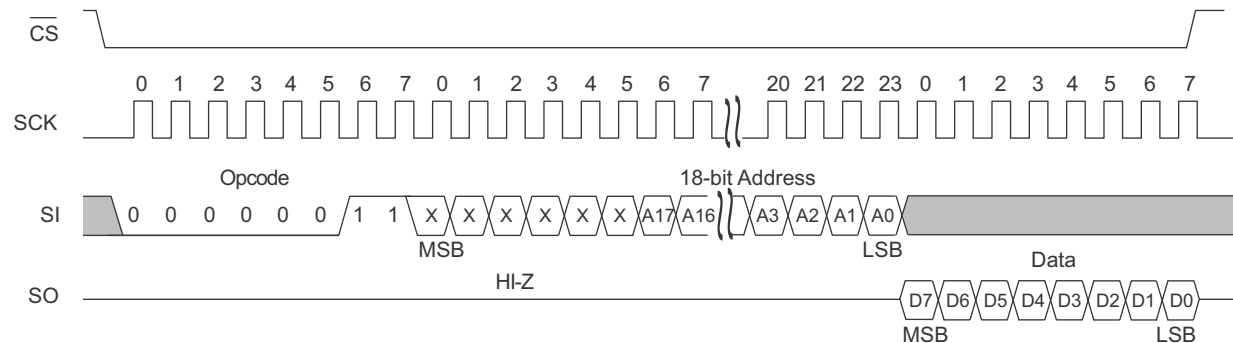 CS
0 1 2 3 4 5 6 7 0 1 2 3 4 5 6 7 20 21 22 23 0 1 2 3 4 5 6 7
SCK
Opcode 18-bit Address
SI 0 0 0 0 0 0 1 1 X X X X X X A17 A16 A3 A2 A1 A0
MSB LSB
HI-Z Data
SO D7 D6 D5 D4 D3 D2 D1 D0
MSB LSB